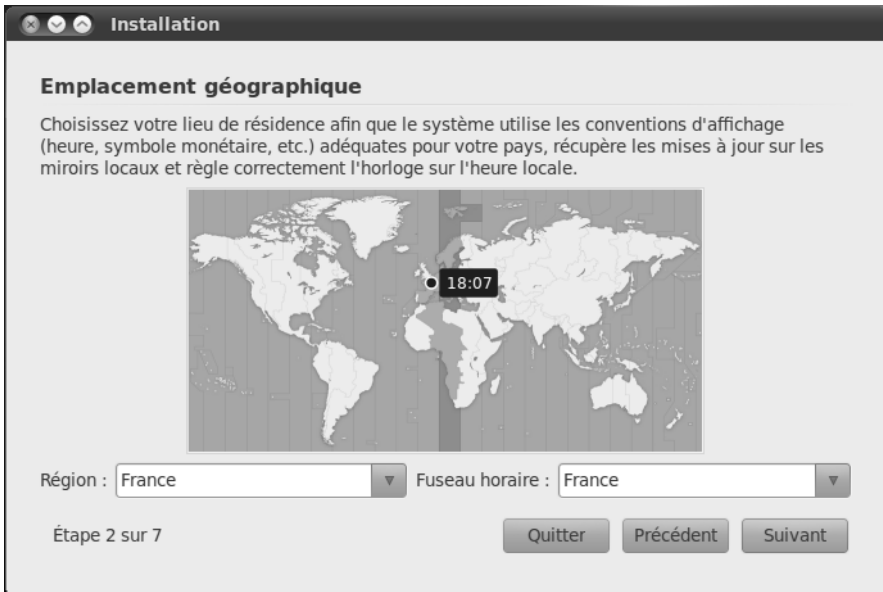 Installation
Emplacement géographique
Choisissez votre lieu de résidence afin que le système utilise les conventions d'affichage
(heure, symbole monétaire, etc.) adéquates pour votre pays, récupère les mises à jour sur les
miroirs locaux et règle correctement l'horloge sur l'heure locale.
18:07
Région : France Fuseau horaire : France
Étape 2 sur 7 Quitter Précédent Suivant